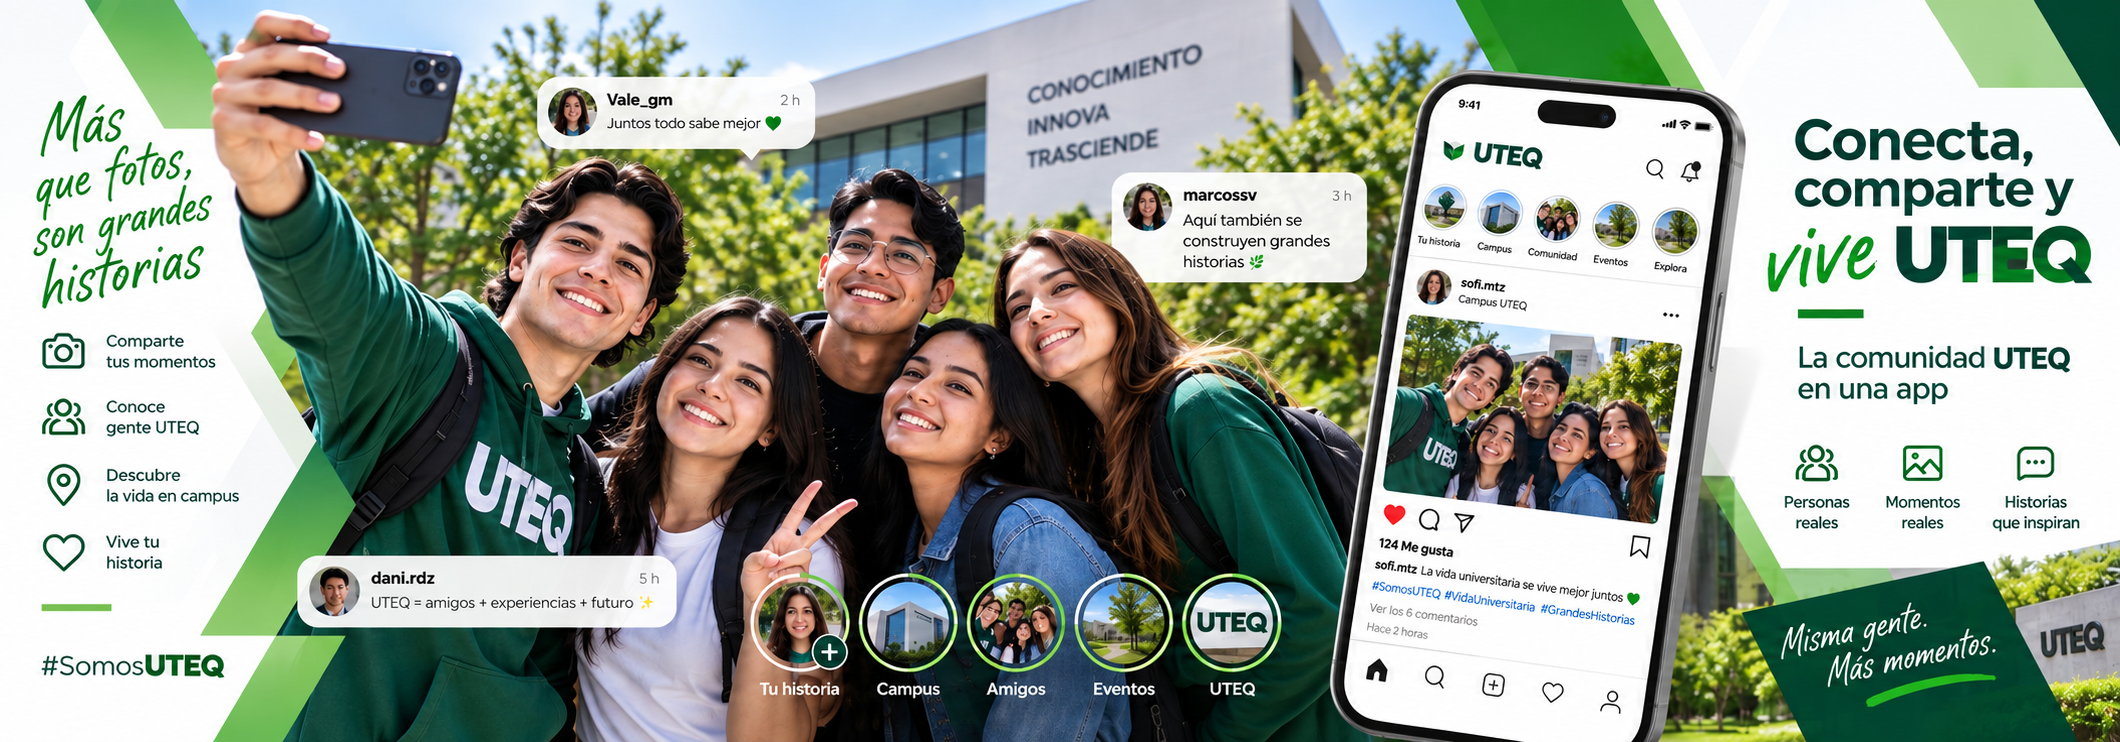 Más
que fotos,
son grandes
historias
Comparte
tus momentos
Conoce
gente UTEQ
Descubre
la vida en campus
Vive tu
historia
#SomosUTEQ
Vale_gm 2 h
Juntos todo sabe mejor 💚
CONOCIMIENTO
INNOVA
TRASCIENDE
marcossv 3 h
Aquí también se
construyen grandes
historias 🌿
UTEQ
dani.rdz 5 h
UTEQ = amigos + experiencias + futuro ✨
UTEQ
Tu historia Campus Amigos Eventos UTEQ
9:41
UTEQ
Tu historia Campus Comunidad Eventos Explora
sofi.mtz
Campus UTEQ
UTEQ
124 Me gusta
sofi.mtz La vida universitaria se vive mejor juntos 💚
#SomosUTEQ #VidaUniversitaria #GrandesHistorias
Ver los 6 comentarios
Hace 2 horas
Conecta,
comparte y
vive UTEQ
La comunidad UTEQ
en una app
Personas
reales
Momentos
reales
Historias
que inspiran
Misma gente.
Más momentos.
UTEQ